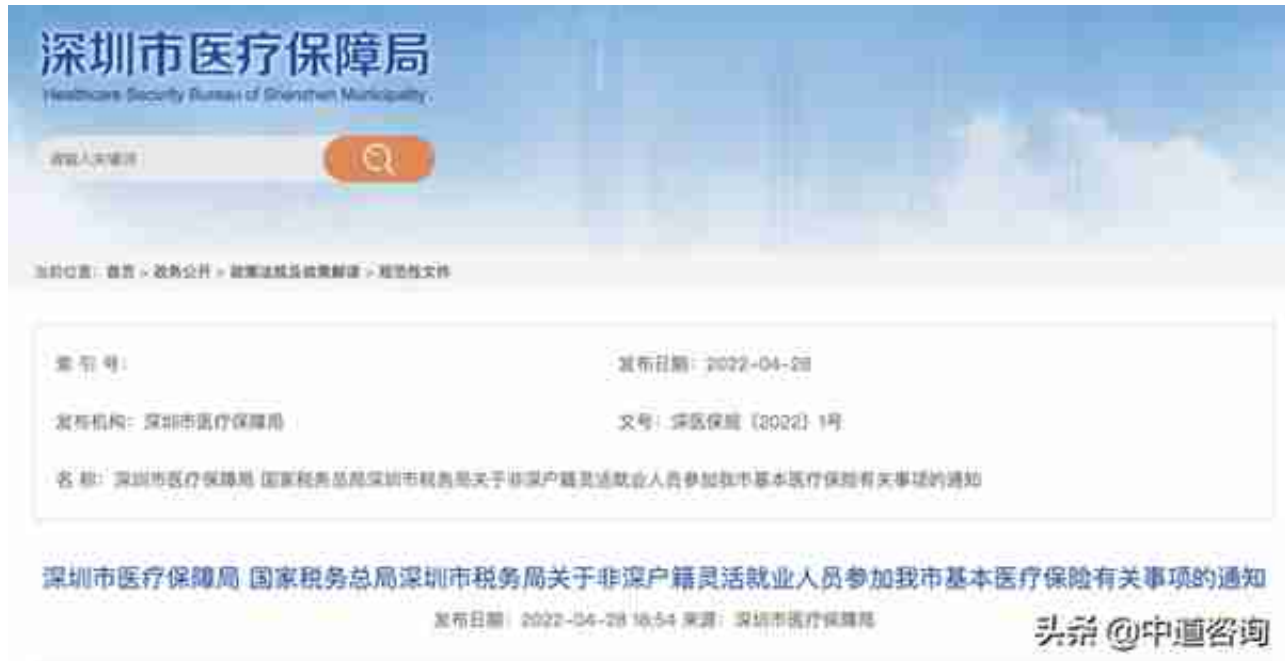 深圳市医疗保障局
Healthcare Security Bureau of Shenzhen Municipality
请输入关键词
当前位置：首页 > 政务公开 > 政策法规及政策解读 > 规范性文件
索 引 号：
发布日期：2022-04-28
发布机构：深圳市医疗保障局
文号：深医保规〔2022〕1号
名 称：深圳市医疗保障局 国家税务总局深圳市税务局关于非深户籍灵活就业人员参加我市基本医疗保险有关事项的通知
深圳市医疗保障局 国家税务总局深圳市税务局关于非深户籍灵活就业人员参加我市基本医疗保险有关事项的通知
发布日期：2022-04-28 18:54 来源：深圳市医疗保障局
头条 @中道咨询